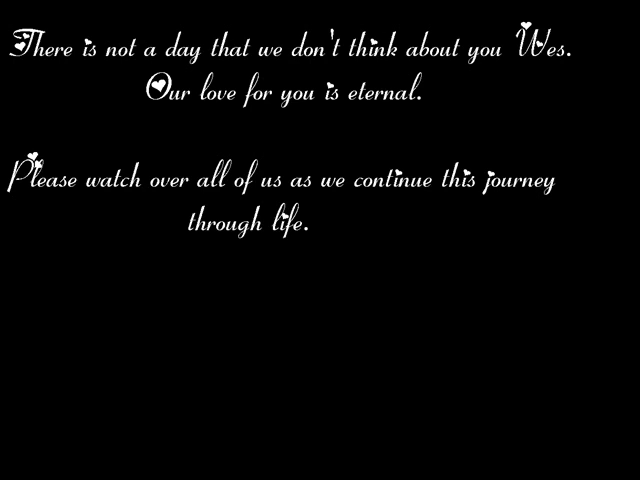 There is not a day that we don't think about you Wes.
Our love for you is eternal.
Please watch over all of us as we continue this journey
through life.